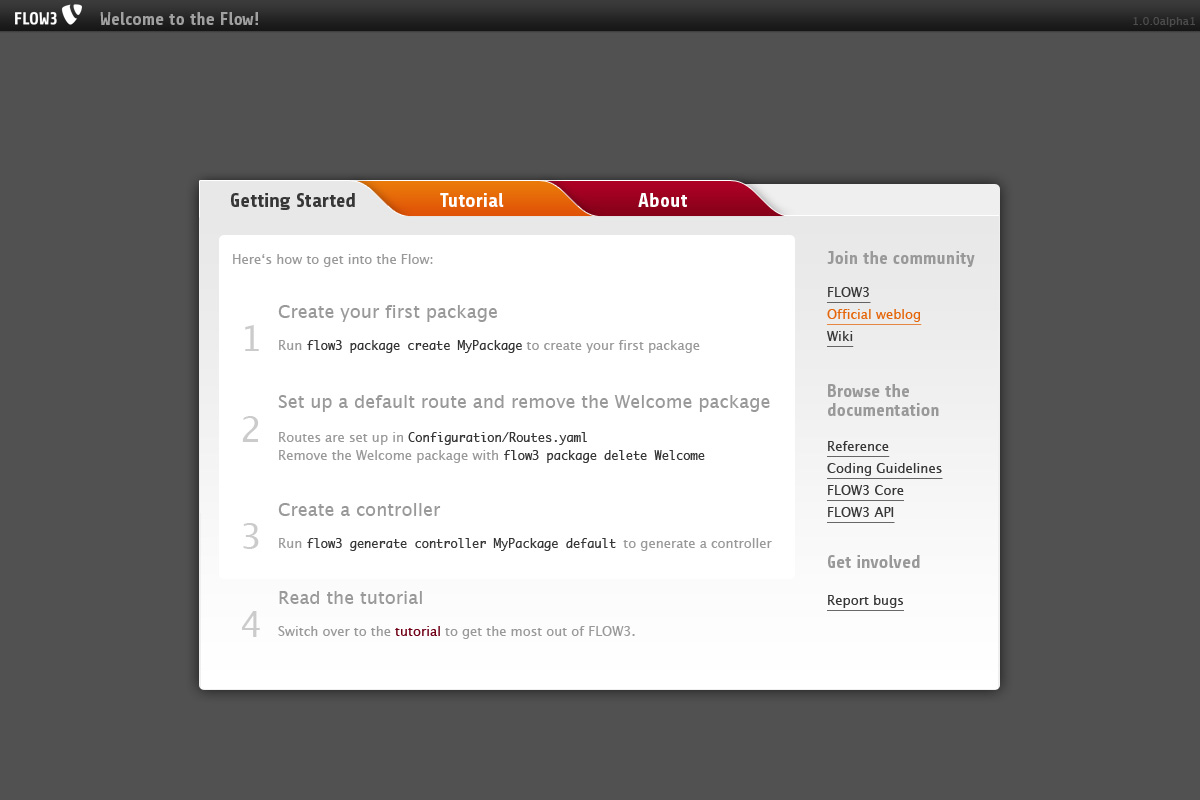 FLOW3 Welcome to the Flow! 1.0.0alpha1
Getting Started Tutorial About
Here's how to get into the Flow:
1
Create your first package
Run flow3 package create MyPackage to create your first package
2
Set up a default route and remove the Welcome package
Routes are set up in Configuration/Routes.yaml
Remove the Welcome package with flow3 package delete Welcome
3
Create a controller
Run flow3 generate controller MyPackage default to generate a controller
4
Read the tutorial
Switch over to the tutorial to get the most out of FLOW3.
Join the community
FLOW3
Official weblog
Wiki
Browse the
documentation
Reference
Coding Guidelines
FLOW3 Core
FLOW3 API
Get involved
Report bugs